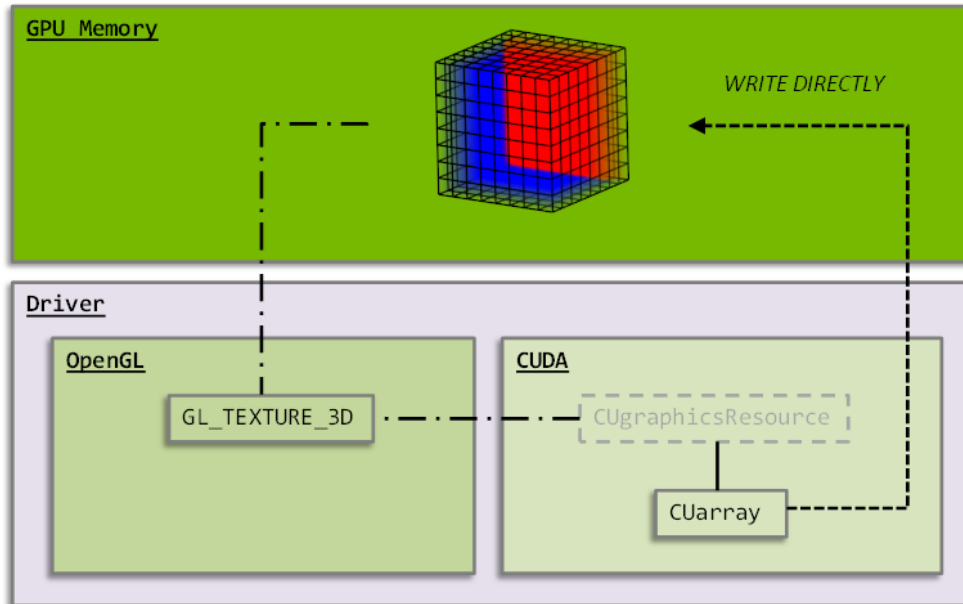 GPU Memory
WRITE DIRECTLY
Driver
OpenGL
CUDA
GL_TEXTURE_3D
CUgraphicsResource
CUarray